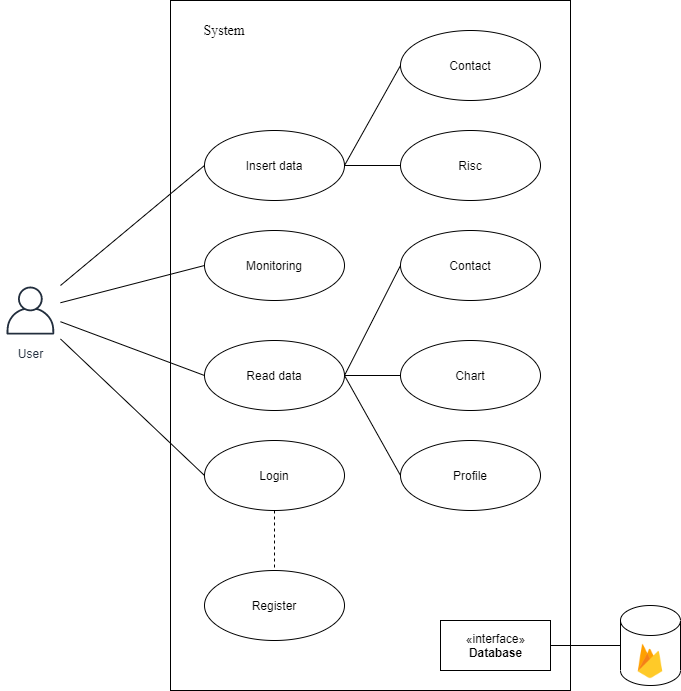 System
Contact
Insert data
Risc
Monitoring
Contact
User
Read data
Chart
Login
Profile
Register
«interface»
Database